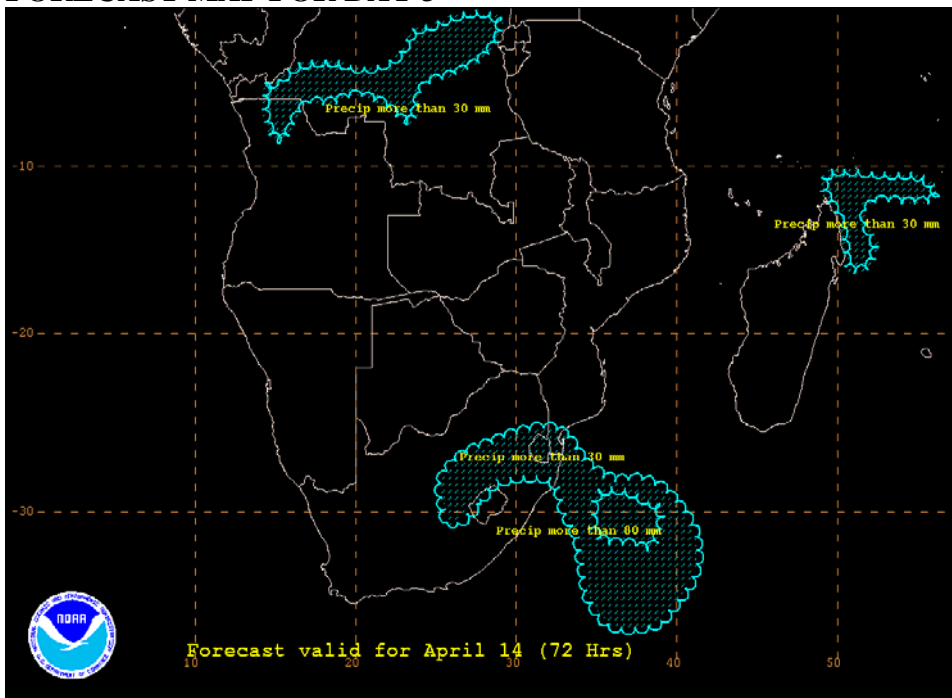 Precip more than 30 mm
-10
Precip more than 30 mm
-20
Precip more than 30 mm
-30
Precip more than 80 mm
NOAA
Forecast valid for April 14 (72 Hrs)
10
20
30
40
50